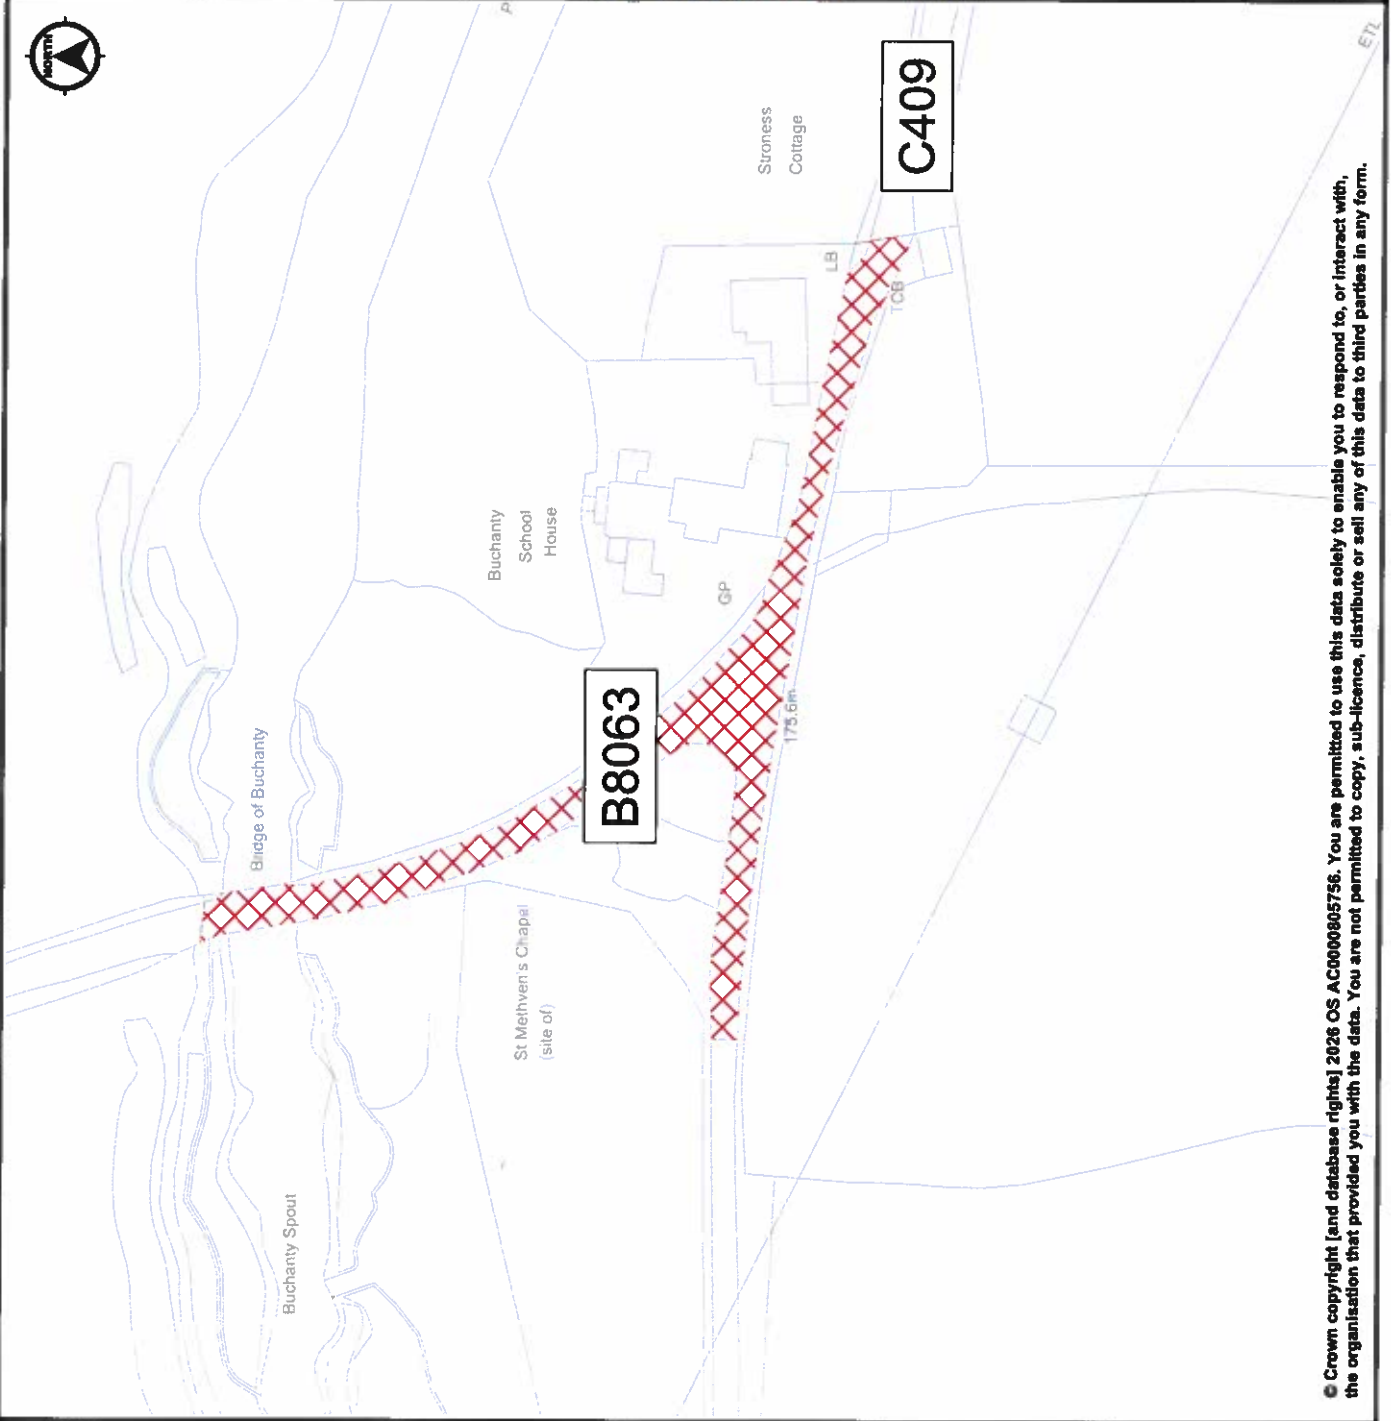 NORTH
Buchanty Spout
Bridge of Buchanty
St Methven's Chapel
(site of)
Buchanty
School
House
B8063
GP
175.6m
Stroness
Cottage
LB
TCB
C409
ETL
© Crown copyright [and database rights] 2026 OS AC0000805756. You are permitted to use this data solely to enable you to respond to, or interact with,
the organisation that provided you with the data. You are not permitted to copy, sub-licence, distribute or sell any of this data to third parties in any form.